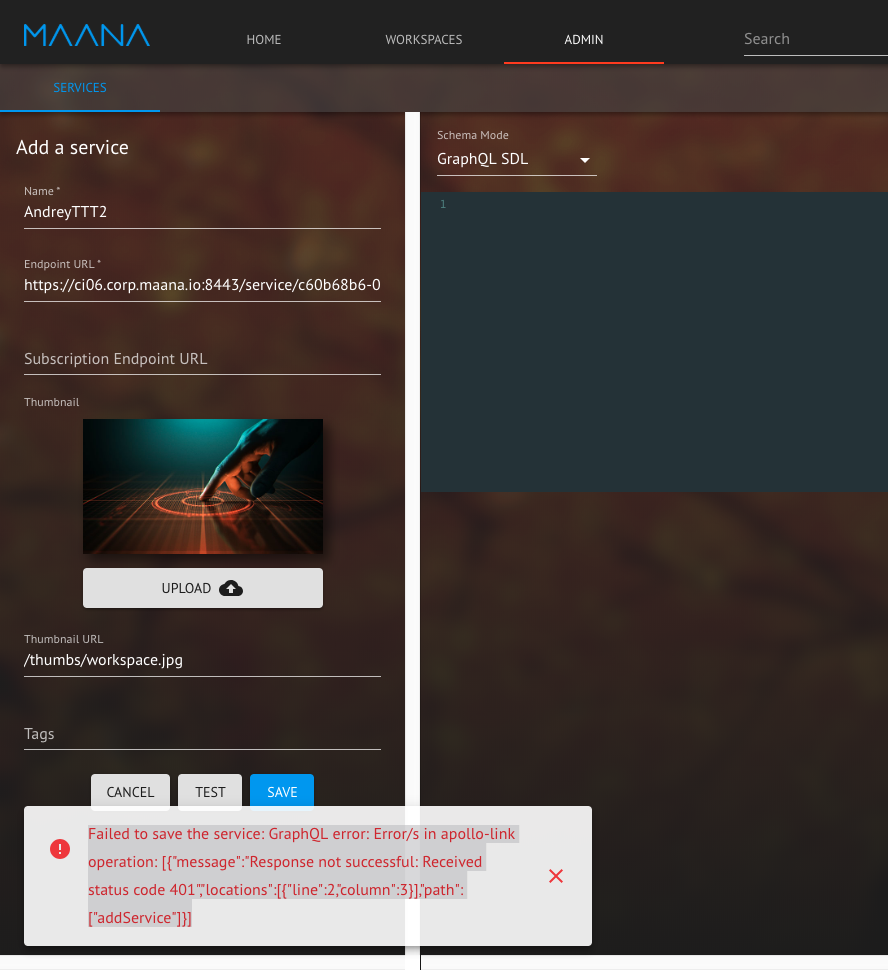 MAANA
HOME
WORKSPACES
ADMIN
Search
SERVICES
Add a service
Name *
AndreyTTT2
Endpoint URL *
https://ci06.corp.maana.io:8443/service/c60b68b6-0
Subscription Endpoint URL
Thumbnail
UPLOAD
Thumbnail URL
/thumbs/workspace.jpg
Tags
CANCEL
TEST
SAVE
Schema Mode
GraphQL SDL
1
Failed to save the service: GraphQL error: Error/s in apollo-link
operation: [{"message":"Response not successful: Received
status code 401","locations":[{"line":2,"column":3}],"path":
["addService"]}]